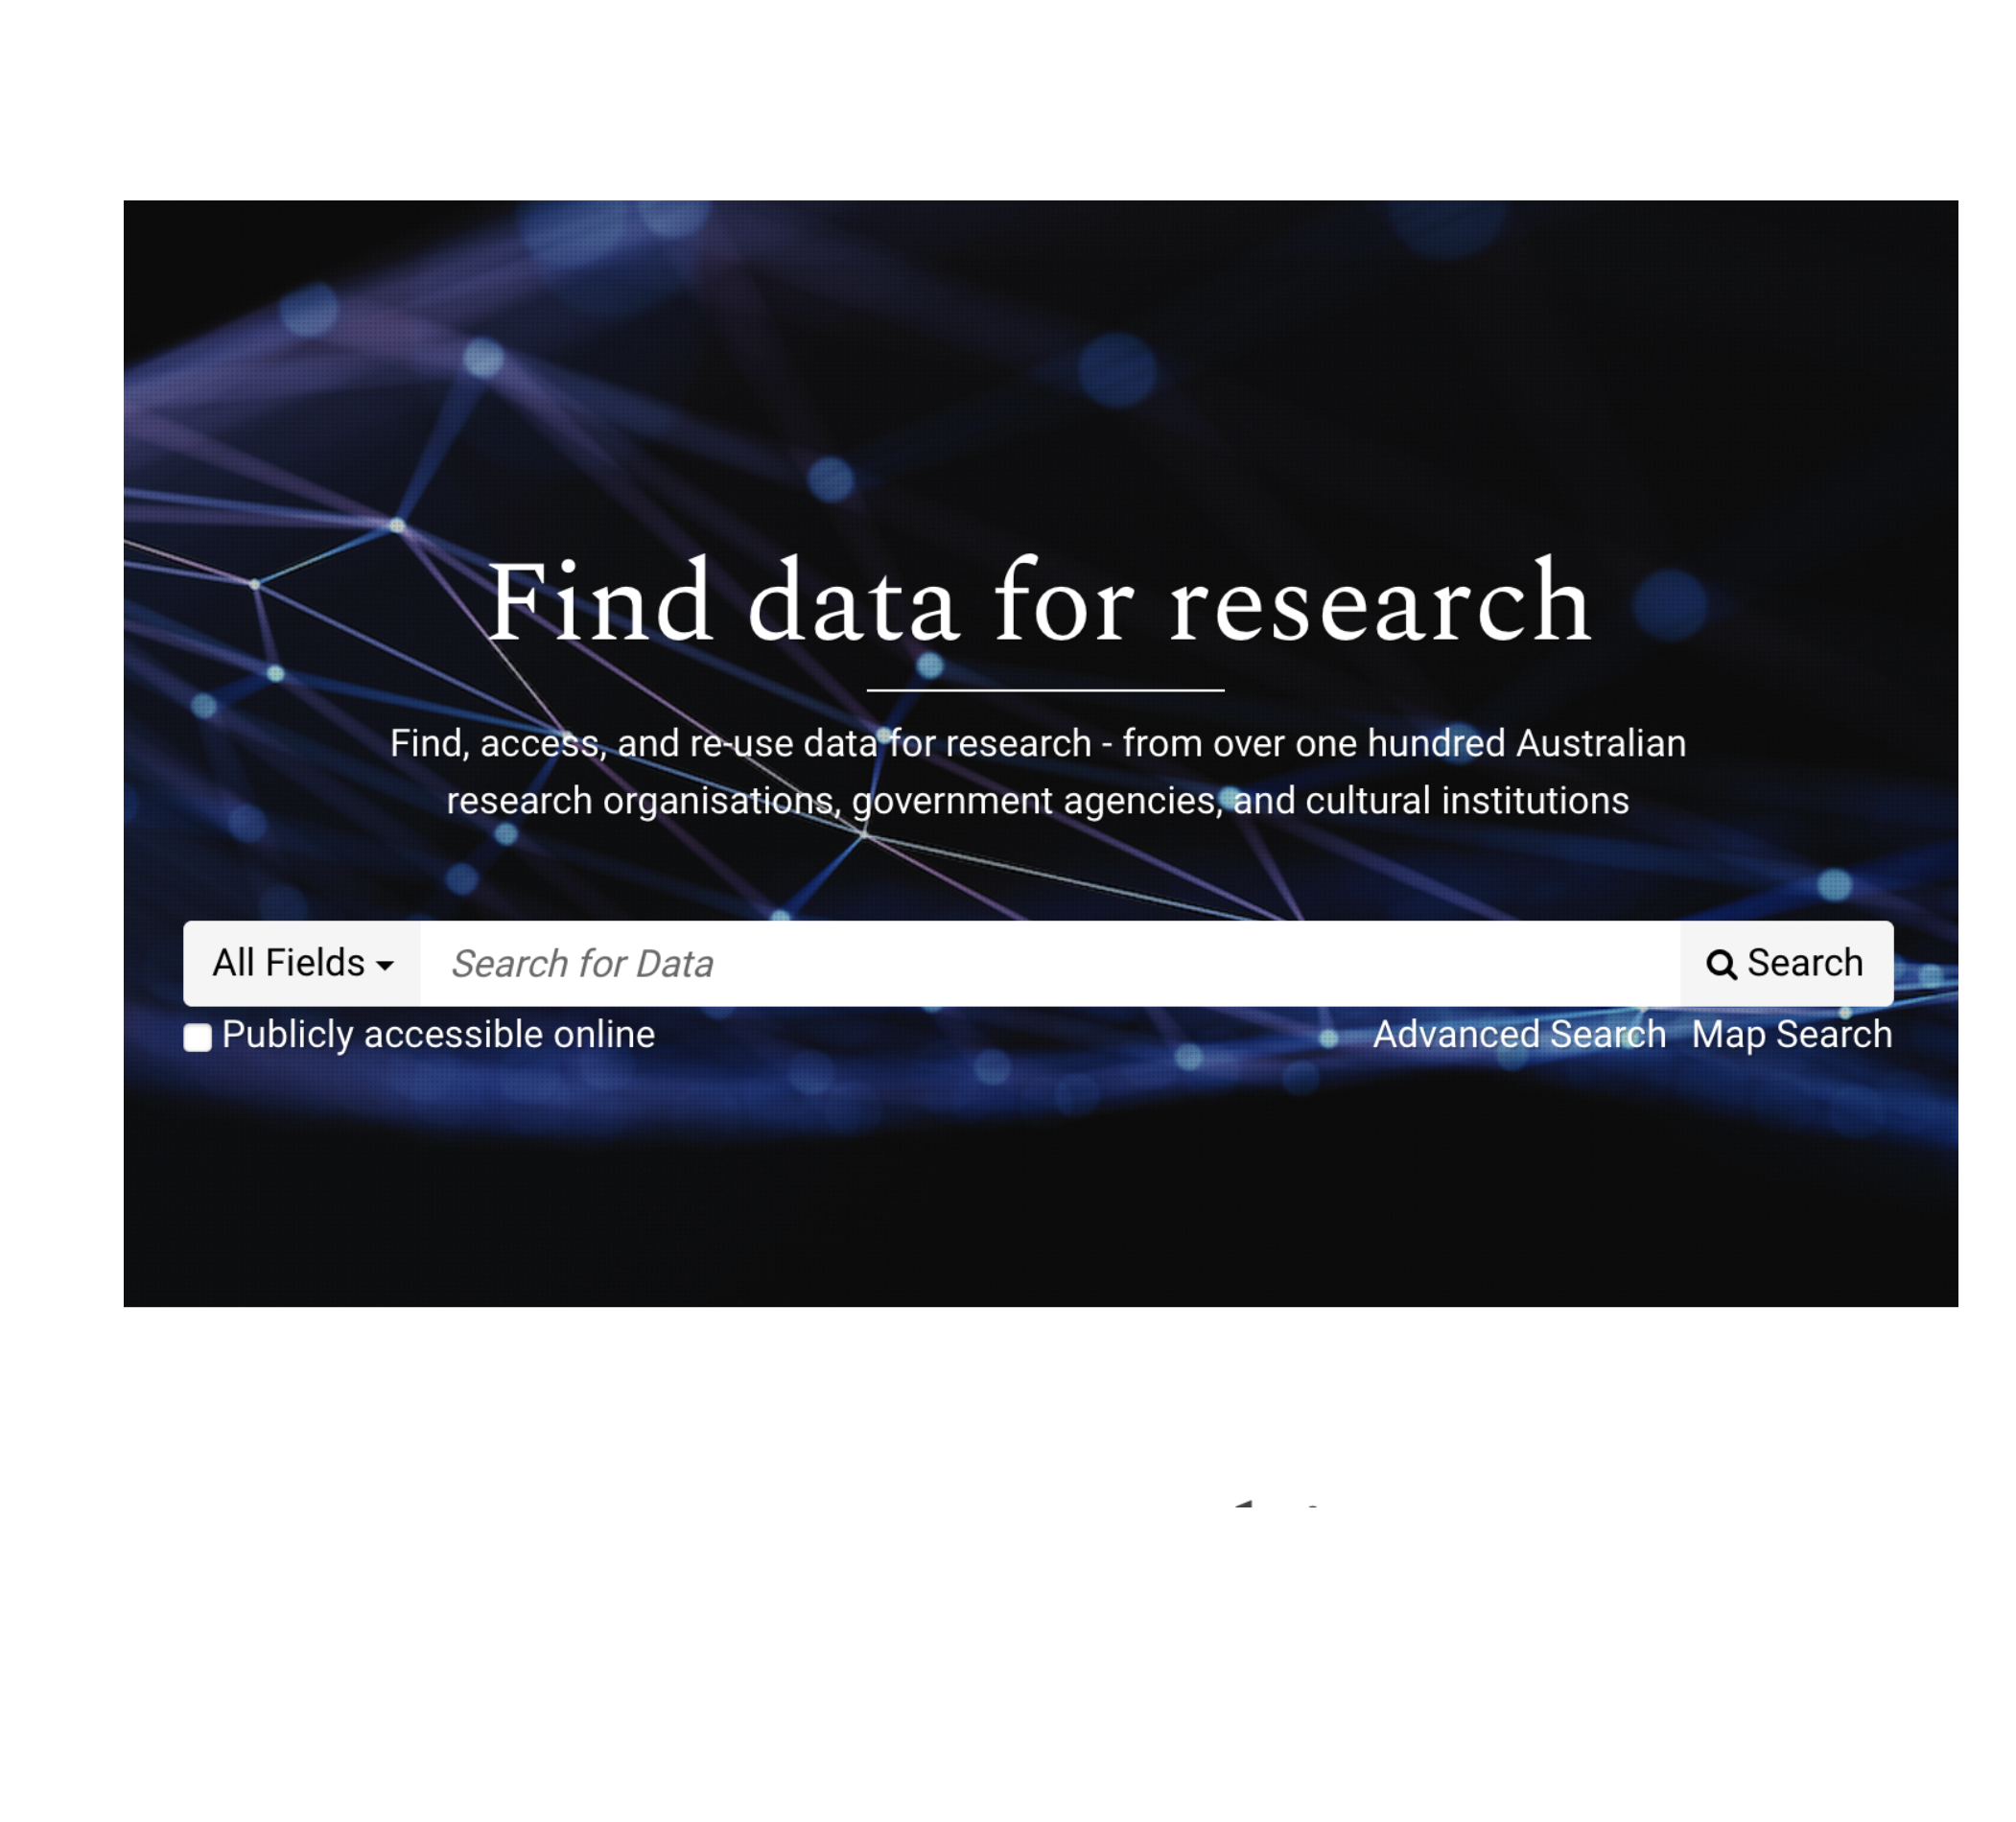 Find data for research
Find, access, and re-use data for research - from over one hundred Australian
research organisations, government agencies, and cultural institutions
All Fields Search for Data Search
Publicly accessible online Advanced Search Map Search